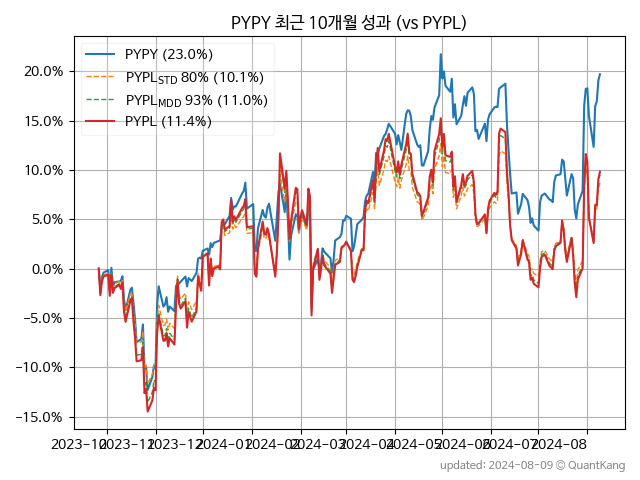 PYPY 최근 10개월 성과 (vs PYPL)
PYPY (23.0%)
PYPL_STD 80% (10.1%)
PYPL_MDD 93% (11.0%)
PYPL (11.4%)
20.0%
15.0%
10.0%
5.0%
0.0%
−5.0%
−10.0%
−15.0%
2023-10 2023-11 2023-12 2024-01 2024-02 2024-03 2024-04 2024-05 2024-06 2024-07 2024-08
updated: 2024-08-09 @ QuantKang